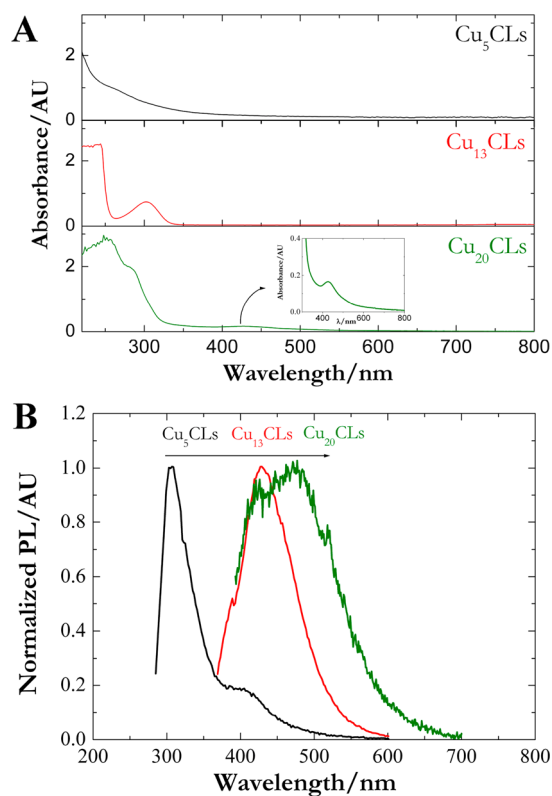 A
Cu5CLs
2
0
Cu13CLs
2
0
Cu20CLs
2
0
Absorbance/AU
0.4
0.2
0.0
400 600 800
Absorbance/AU
λ/nm
300 400 500 600 700 800
Wavelength/nm
B
1.2
1.0
0.8
0.6
0.4
0.2
0.0
Cu5CLs Cu13CLs Cu20CLs
Normalized PL/AU
200 300 400 500 600 700 800
Wavelength/nm